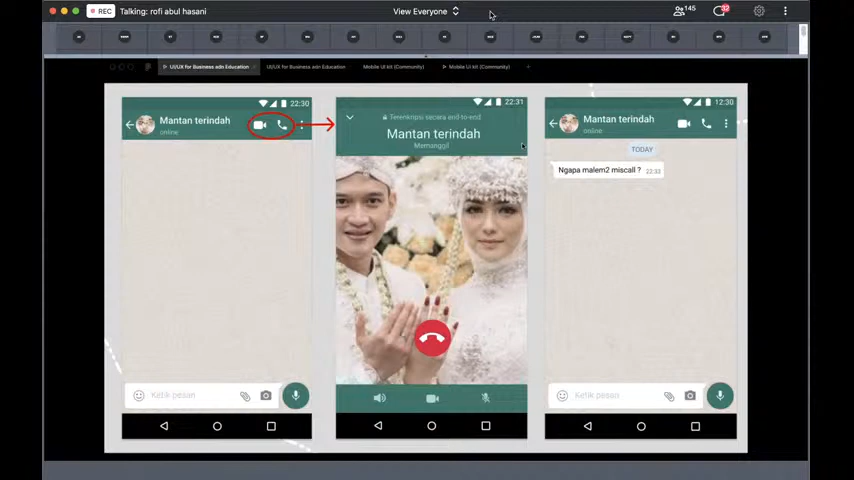 REC
Talking: rofi abul hasani
View Everyone
145
32
UI/UX for Business adn Education
UI/UX for Business adn Education
Mobile UI kit (Community)
Mobile UI kit (Community)
22:30
Mantan terindah
online
Ketik pesan
22:31
Terenkripsi secara end-to-end
Mantan terindah
Memanggil
12:30
Mantan terindah
online
TODAY
Ngapa malem2 miscall ?
22:33
Ketik pesan